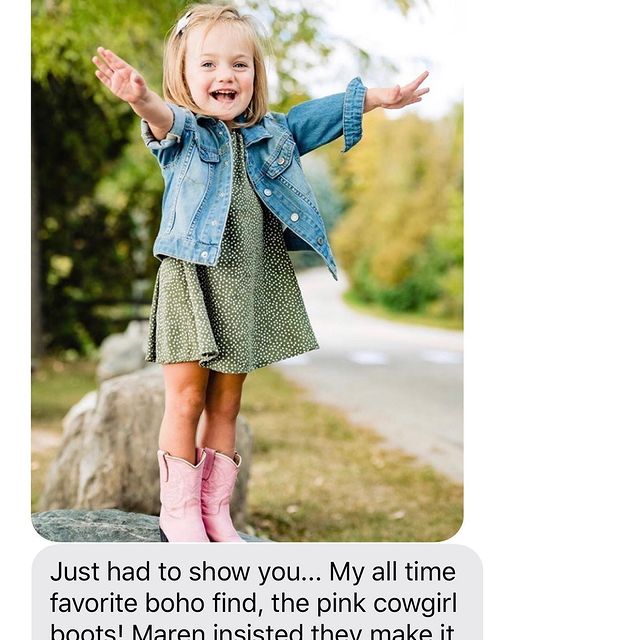 Just had to show you... My all time
favorite boho find, the pink cowgirl
boots! Maren insisted they make it